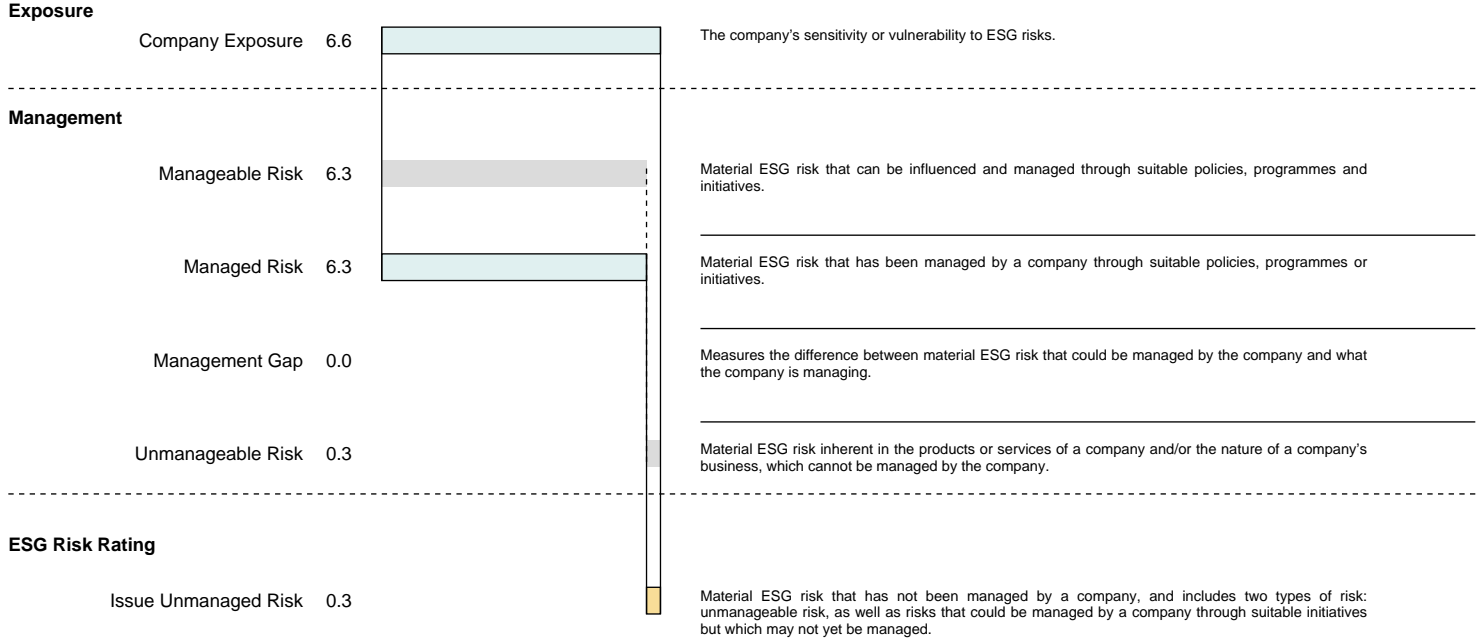 Exposure
Company Exposure 6.6
The company's sensitivity or vulnerability to ESG risks.
Management
Manageable Risk 6.3
Material ESG risk that can be influenced and managed through suitable policies, programmes and
initiatives.
Managed Risk 6.3
Material ESG risk that has been managed by a company through suitable policies, programmes or
initiatives.
Management Gap 0.0
Measures the difference between material ESG risk that could be managed by the company and what
the company is managing.
Unmanageable Risk 0.3
Material ESG risk inherent in the products or services of a company and/or the nature of a company's
business, which cannot be managed by the company.
ESG Risk Rating
Issue Unmanaged Risk 0.3
Material ESG risk that has not been managed by a company, and includes two types of risk:
unmanageable risk, as well as risks that could be managed by a company through suitable initiatives
but which may not yet be managed.